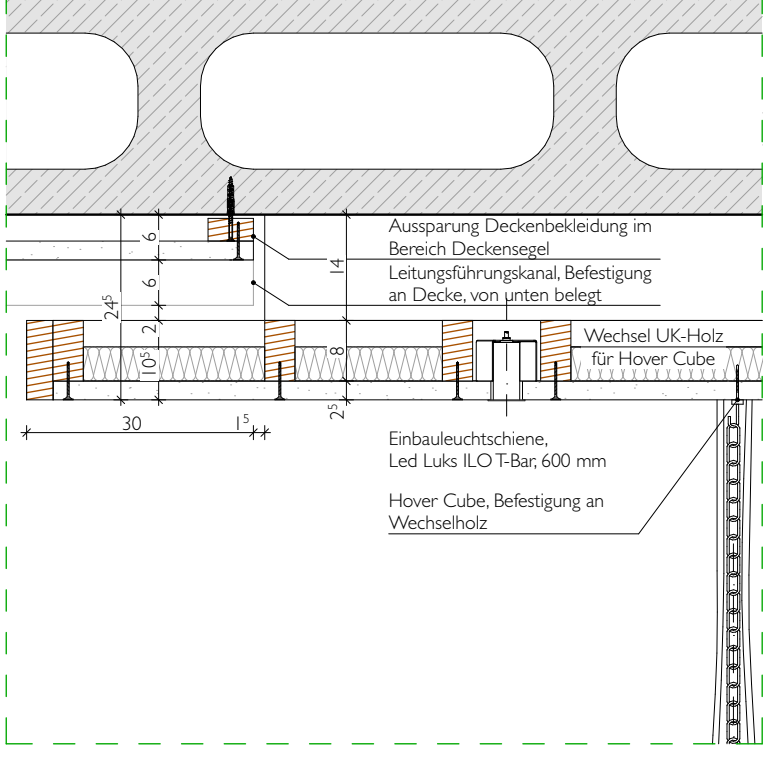 Aussparung Deckenbekleidung im
Bereich Deckensegel
Leitungsführungskanal, Befestigung
an Decke, von unten belegt
6
14
6
24⁵
2
10⁵
8
Wechsel UK-Holz
für Hover Cube
2⁵
30
1⁵
Einbauleuchtschiene,
Led Luks ILO T-Bar, 600 mm
Hover Cube, Befestigung an
Wechselholz